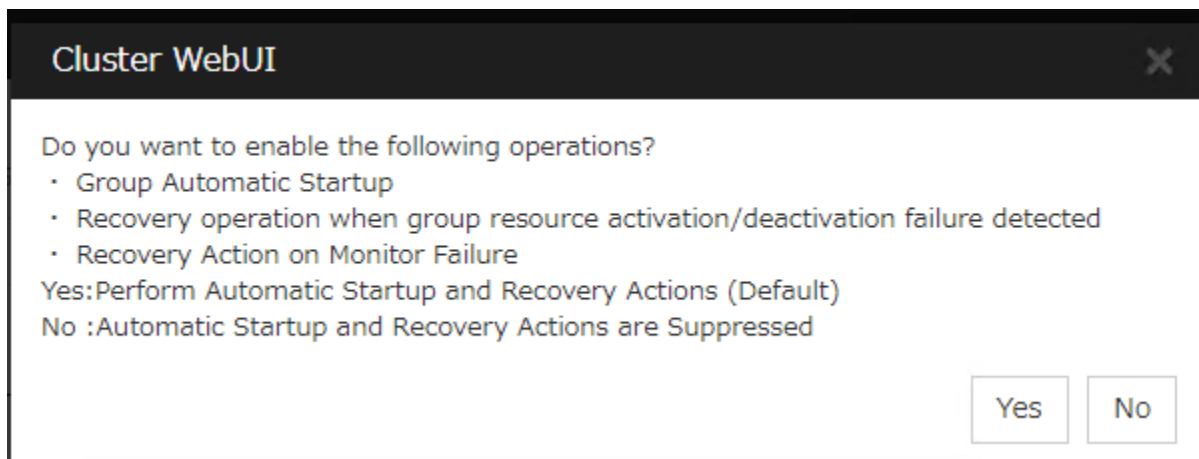 Cluster WebUI
Do you want to enable the following operations?
・ Group Automatic Startup
・ Recovery operation when group resource activation/deactivation failure detected
・ Recovery Action on Monitor Failure
Yes:Perform Automatic Startup and Recovery Actions (Default)
No :Automatic Startup and Recovery Actions are Suppressed
Yes No